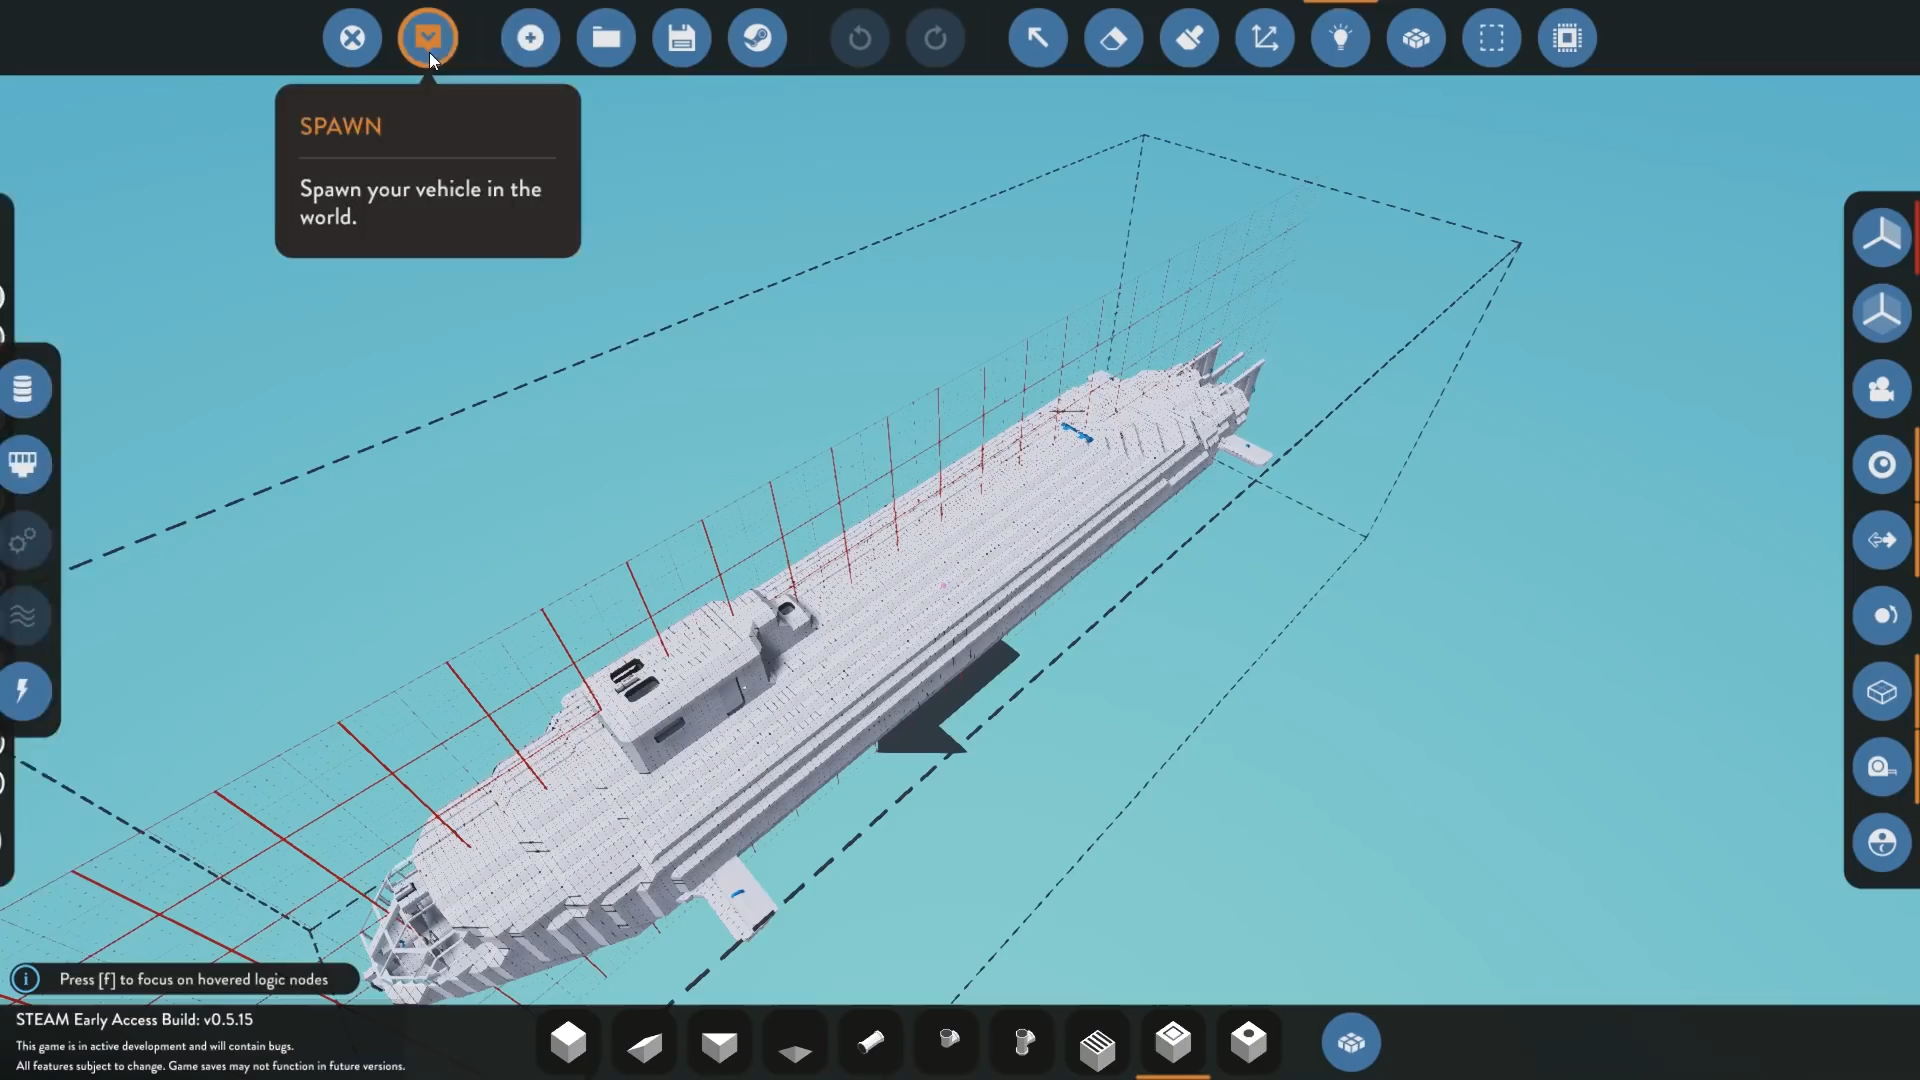 SPAWN
Spawn your vehicle in the
world.
Press [f] to focus on hovered logic nodes
STEAM Early Access Build: v0.5.15
This game is in active development and will contain bugs.
All features subject to change. Game saves may not function in future versions.